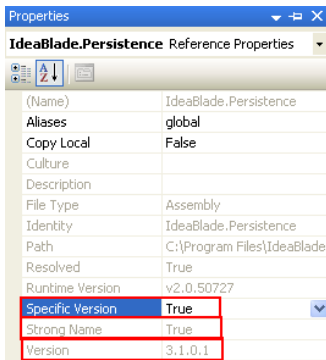 Properties
IdeaBlade.Persistence Reference Properties
(Name) IdeaBlade.Persistence
Aliases global
Copy Local False
Culture
Description
File Type Assembly
Identity IdeaBlade.Persistence
Path C:\Program Files\IdeaBlade
Resolved True
Runtime Version v2.0.50727
Specific Version True
Strong Name True
Version 3.1.0.1